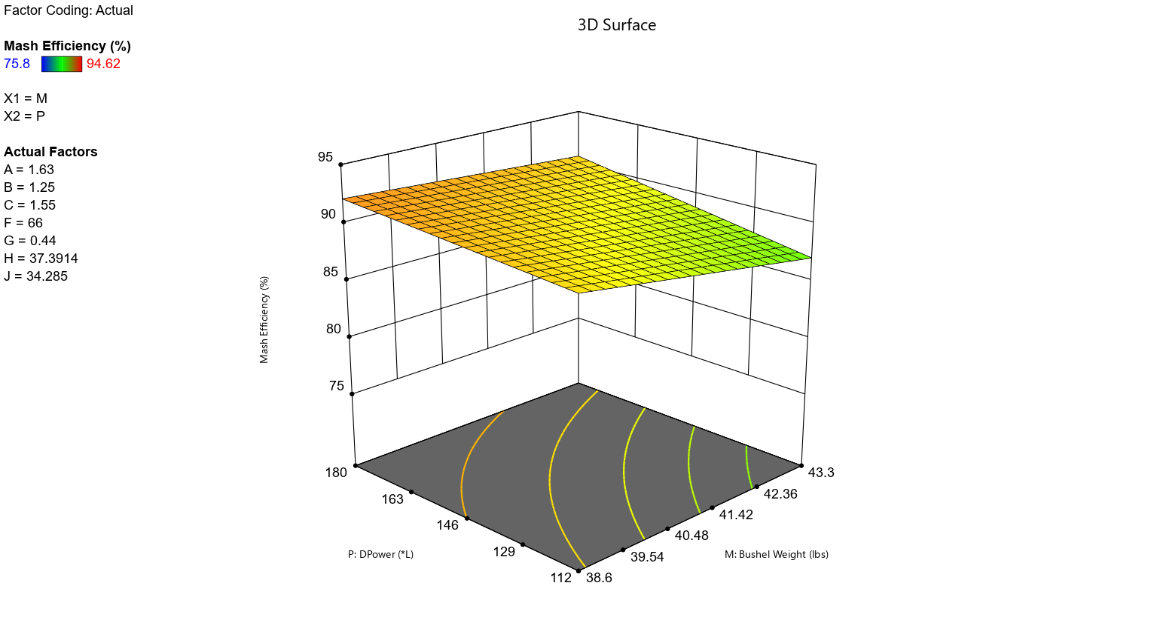 Factor Coding: Actual
3D Surface
Mash Efficiency (%)
75.8 94.62
X1 = M
X2 = P
Actual Factors
A = 1.63
B = 1.25
C = 1.55
F = 66
G = 0.44
H = 37.3914
J = 34.285
95
90
85
80
75
Mash Efficiency (%)
180
163
146
129
112
38.6
39.54
40.48
41.42
42.36
43.3
P: DPower (*L)
M: Bushel Weight (lbs)